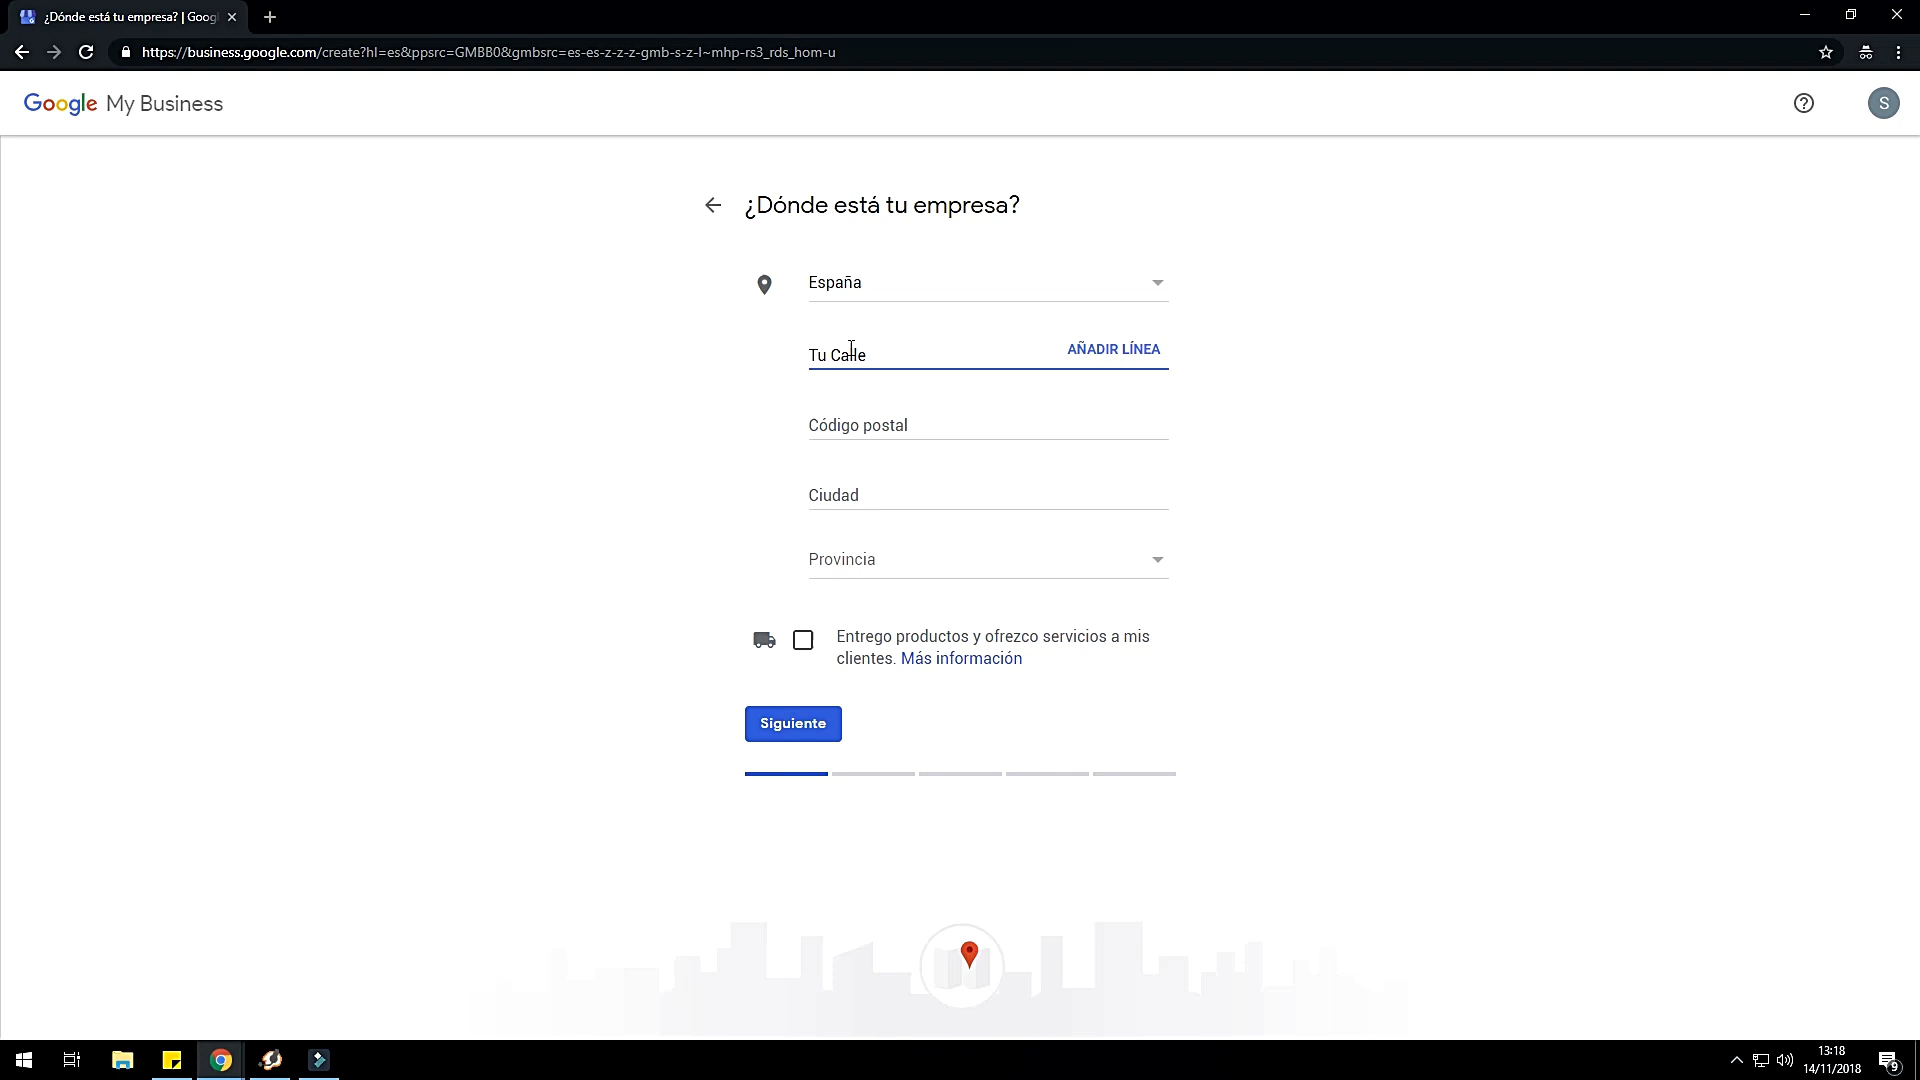 ¿Dónde está tu empresa? | Goog
https://business.google.com/create?hl=es&ppsrc=GMBB0&gmbsrc=es-es-z-z-z-gmb-s-z-l~mhp-rs3_rds_hom-u
Google My Business
S
¿Dónde está tu empresa?
España
Tu Calle
AÑADIR LÍNEA
Código postal
Ciudad
Provincia
Entrego productos y ofrezco servicios a mis
clientes. Más información
Siguiente
13:18
14/11/2018
9